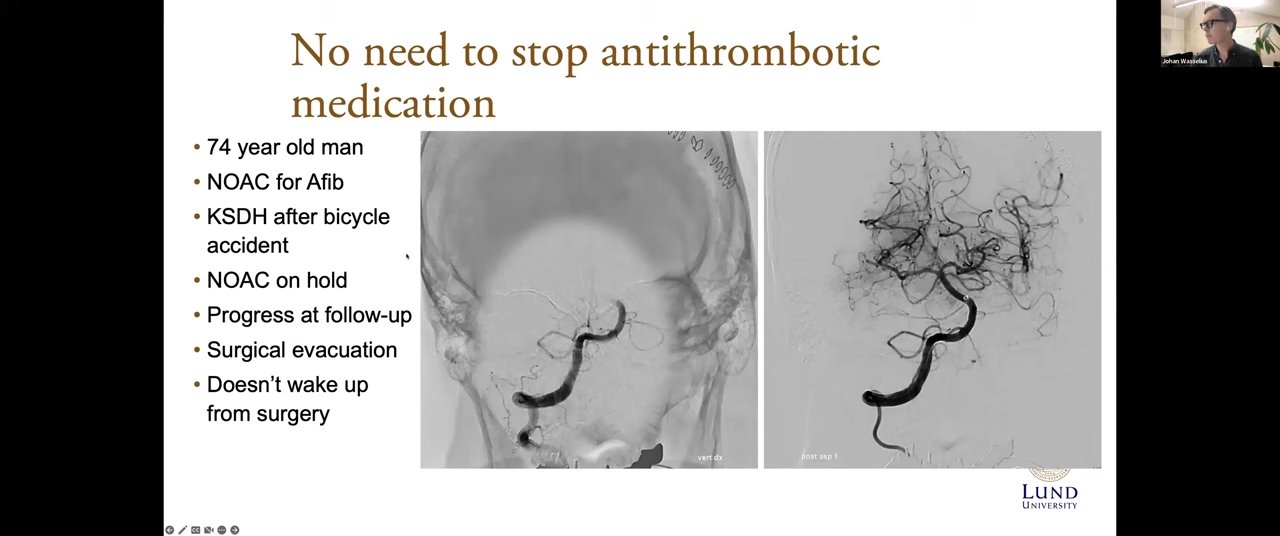 No need to stop antithrombotic
medication
• 74 year old man
• NOAC for Afib
• KSDH after bicycle
accident
• NOAC on hold
• Progress at follow-up
• Surgical evacuation
• Doesn’t wake up
from surgery
vert dx
post asp 1
LUND
UNIVERSITY
Johan Wasselius